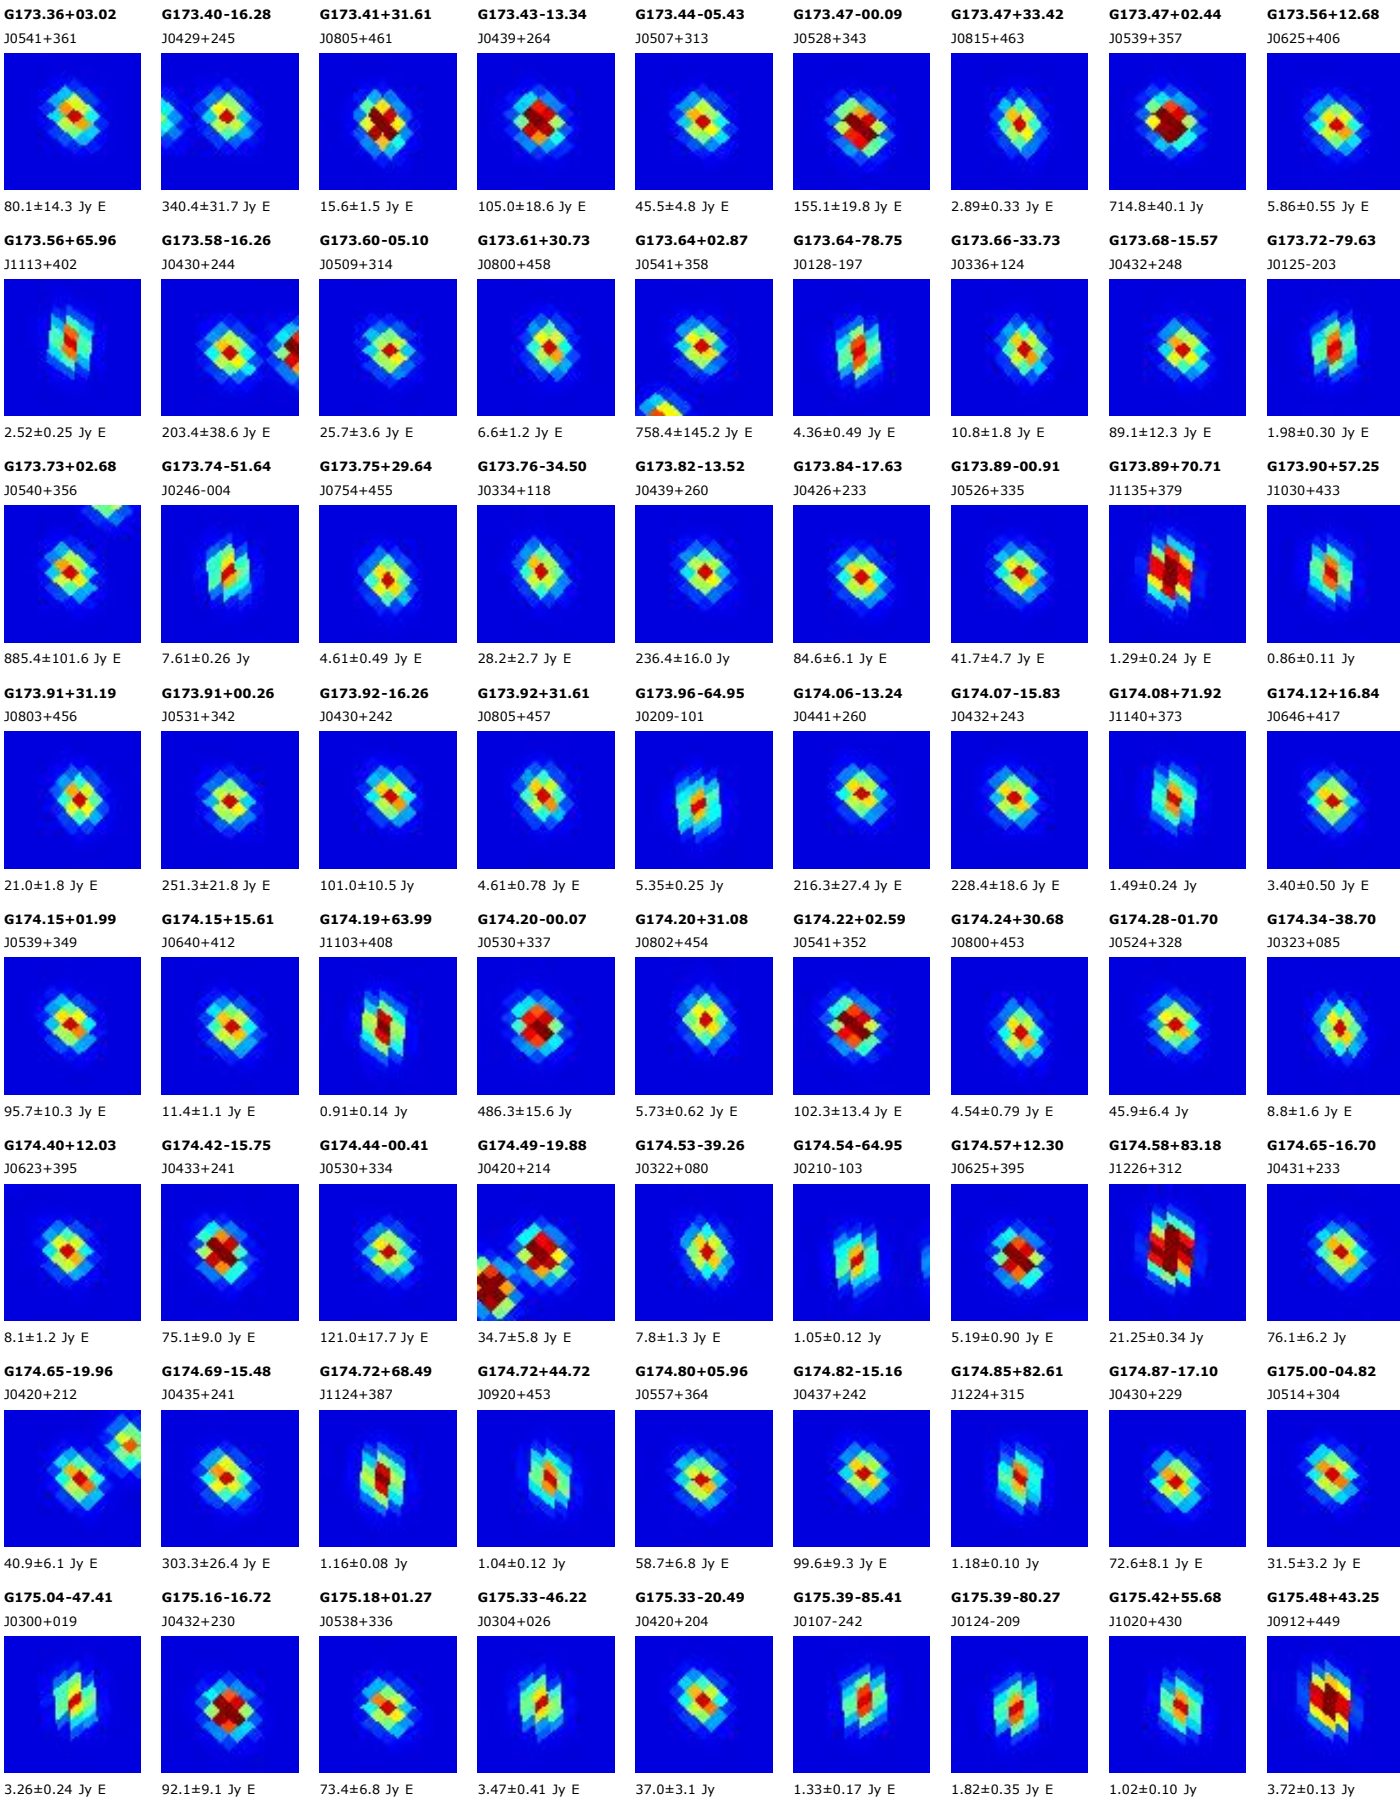 G173.36+03.02 G173.40-16.28 G173.41+31.61 G173.43-13.34 G173.44-05.43 G173.47-00.09 G173.47+33.42 G173.47+02.44 G173.56+12.68
J0541+361 J0429+245 J0805+461 J0439+264 J0507+313 J0528+343 J0815+463 J0539+357 J0625+406
80.1±14.3 Jy E 340.4±31.7 Jy E 15.6±1.5 Jy E 105.0±18.6 Jy E 45.5±4.8 Jy E 155.1±19.8 Jy E 2.89±0.33 Jy E 714.8±40.1 Jy 5.86±0.55 Jy E
G173.56+65.96 G173.58-16.26 G173.60-05.10 G173.61+30.73 G173.64+02.87 G173.64-78.75 G173.66-33.73 G173.68-15.57 G173.72-79.63
J1113+402 J0430+244 J0509+314 J0800+458 J0541+358 J0128-197 J0336+124 J0432+248 J0125-203
2.52±0.25 Jy E 203.4±38.6 Jy E 25.7±3.6 Jy E 6.6±1.2 Jy E 758.4±145.2 Jy E 4.36±0.49 Jy E 10.8±1.8 Jy E 89.1±12.3 Jy E 1.98±0.30 Jy E
G173.73+02.68 G173.74-51.64 G173.75+29.64 G173.76-34.50 G173.82-13.52 G173.84-17.63 G173.89-00.91 G173.89+70.71 G173.90+57.25
J0540+356 J0246-004 J0754+455 J0334+118 J0439+260 J0426+233 J0526+335 J1135+379 J1030+433
885.4±101.6 Jy E 7.61±0.26 Jy 4.61±0.49 Jy E 28.2±2.7 Jy E 236.4±16.0 Jy 84.6±6.1 Jy E 41.7±4.7 Jy E 1.29±0.24 Jy E 0.86±0.11 Jy
G173.91+31.19 G173.91+00.26 G173.92-16.26 G173.92+31.61 G173.96-64.95 G174.06-13.24 G174.07-15.83 G174.08+71.92 G174.12+16.84
J0803+456 J0531+342 J0430+242 J0805+457 J0209-101 J0441+260 J0432+243 J1140+373 J0646+417
21.0±1.8 Jy E 251.3±21.8 Jy E 101.0±10.5 Jy 4.61±0.78 Jy E 5.35±0.25 Jy 216.3±27.4 Jy E 228.4±18.6 Jy E 1.49±0.24 Jy 3.40±0.50 Jy E
G174.15+01.99 G174.15+15.61 G174.19+63.99 G174.20-00.07 G174.20+31.08 G174.22+02.59 G174.24+30.68 G174.28-01.70 G174.34-38.70
J0539+349 J0640+412 J1103+408 J0530+337 J0802+454 J0541+352 J0800+453 J0524+328 J0323+085
95.7±10.3 Jy E 11.4±1.1 Jy E 0.91±0.14 Jy 486.3±15.6 Jy 5.73±0.62 Jy E 102.3±13.4 Jy E 4.54±0.79 Jy E 45.9±6.4 Jy 8.8±1.6 Jy E
G174.40+12.03 G174.42-15.75 G174.44-00.41 G174.49-19.88 G174.53-39.26 G174.54-64.95 G174.57+12.30 G174.58+83.18 G174.65-16.70
J0623+395 J0433+241 J0530+334 J0420+214 J0322+080 J0210-103 J0625+395 J1226+312 J0431+233
8.1±1.2 Jy E 75.1±9.0 Jy E 121.0±17.7 Jy E 34.7±5.8 Jy E 7.8±1.3 Jy E 1.05±0.12 Jy 5.19±0.90 Jy E 21.25±0.34 Jy 76.1±6.2 Jy
G174.65-19.96 G174.69-15.48 G174.72+68.49 G174.72+44.72 G174.80+05.96 G174.82-15.16 G174.85+82.61 G174.87-17.10 G175.00-04.82
J0420+212 J0435+241 J1124+387 J0920+453 J0557+364 J0437+242 J1224+315 J0430+229 J0514+304
40.9±6.1 Jy E 303.3±26.4 Jy E 1.16±0.08 Jy 1.04±0.12 Jy 58.7±6.8 Jy E 99.6±9.3 Jy E 1.18±0.10 Jy 72.6±8.1 Jy E 31.5±3.2 Jy E
G175.04-47.41 G175.16-16.72 G175.18+01.27 G175.33-46.22 G175.33-20.49 G175.39-85.41 G175.39-80.27 G175.42+55.68 G175.48+43.25
J0300+019 J0432+230 J0538+336 J0304+026 J0420+204 J0107-242 J0124-209 J1020+430 J0912+449
3.26±0.24 Jy E 92.1±9.1 Jy E 73.4±6.8 Jy E 3.47±0.41 Jy E 37.0±3.1 Jy 1.33±0.17 Jy E 1.82±0.35 Jy E 1.02±0.10 Jy 3.72±0.13 Jy